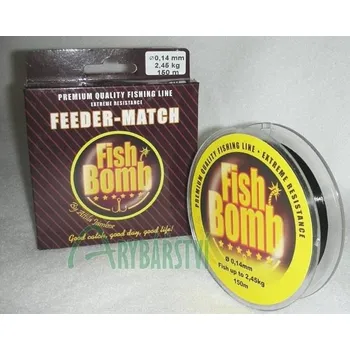 Ø 0,14 mm
2,45 kg
150 m
PREMIUM QUALITY FISHING LINE
EXTREME RESISTANCE
FEEDER-MATCH
Fish
Bomb
Good catch, good day, good life!
PREMIUM QUALITY FISHING LINE • EXTREME RESISTANCE
Fish
Bomb
Ø 0,14mm
Fish up to 2,45kg
150m